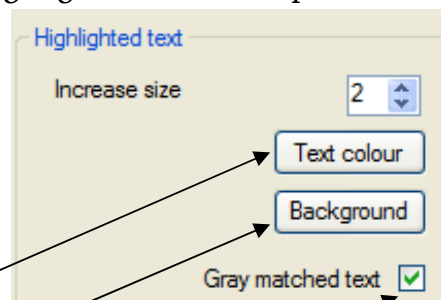 Highlighted text
Increase size 2
Text colour
Background
Gray matched text